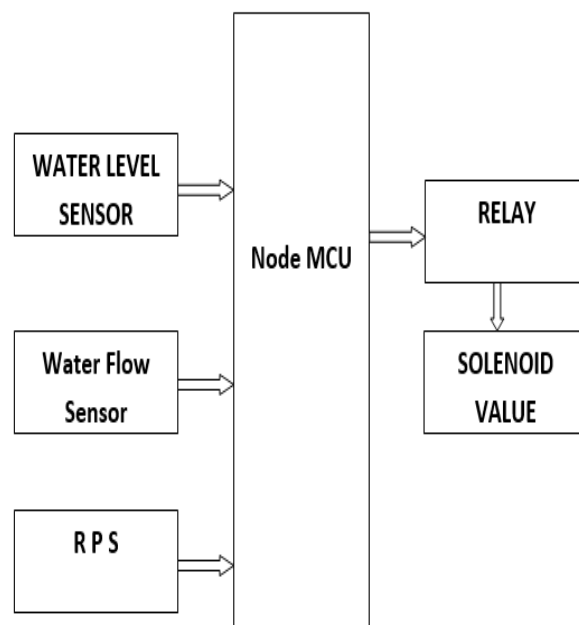 WATER LEVEL
SENSOR
Node MCU
RELAY
Water Flow
Sensor
SOLENOID
VALUE
R P S